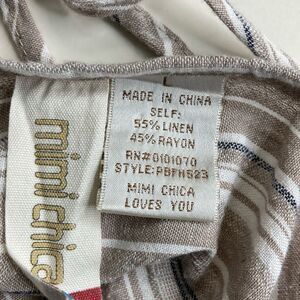 mimi chica
MADE IN CHINA
SELF:
55% LINEN
45% RAYON
RN#0101070
STYLE:PBFH523
MIMI CHICA
LOVES YOU